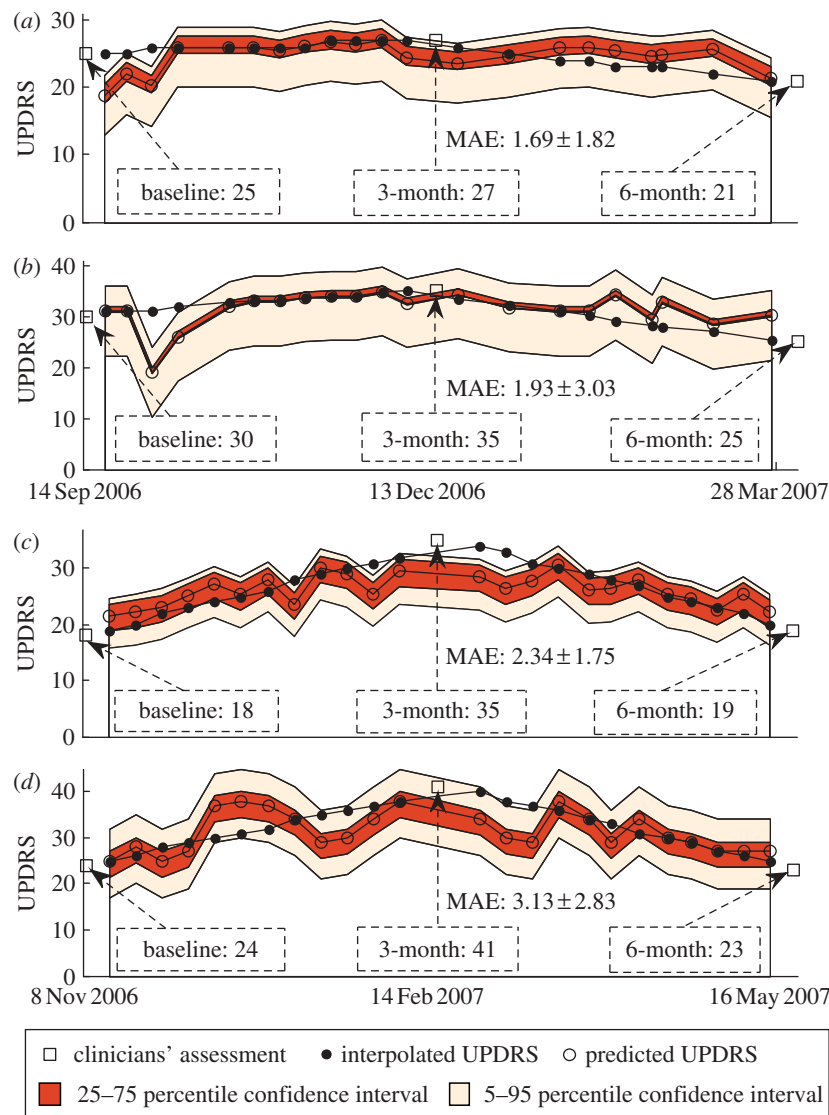 (a)
30
20
10
0
UPDRS
MAE: 1.69±1.82
baseline: 25
3-month: 27
6-month: 21
(b)
40
30
20
10
0
UPDRS
MAE: 1.93±3.03
baseline: 30
3-month: 35
6-month: 25
14 Sep 2006
13 Dec 2006
28 Mar 2007
(c)
30
20
10
0
UPDRS
MAE: 2.34±1.75
baseline: 18
3-month: 35
6-month: 19
(d)
40
30
20
10
0
UPDRS
MAE: 3.13±2.83
baseline: 24
3-month: 41
6-month: 23
8 Nov 2006
14 Feb 2007
16 May 2007
clinicians' assessment
interpolated UPDRS
predicted UPDRS
25–75 percentile confidence interval
5–95 percentile confidence interval